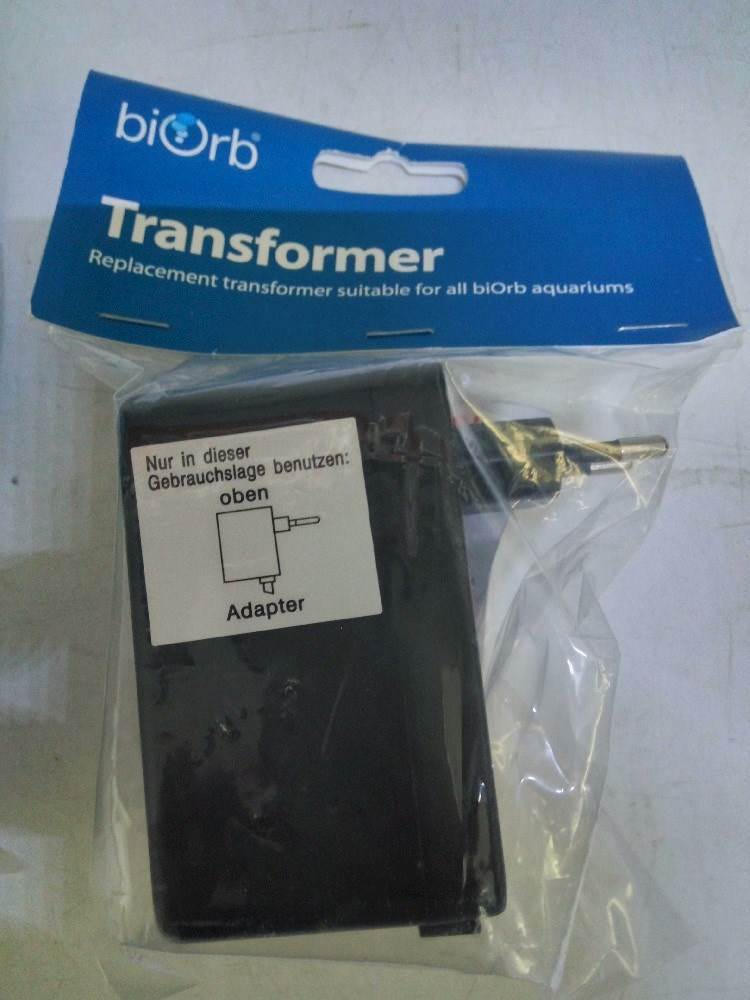 biOrb®
Transformer
Replacement transformer suitable for all biOrb aquariums
Nur in dieser
Gebrauchslage benutzen:
oben
Adapter